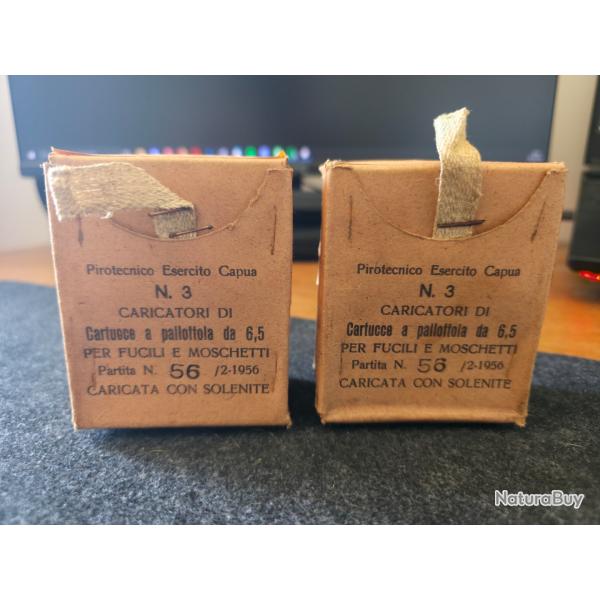 Pirotecnico Esercito Capua
N. 3
CARICATORI DI
Cartucce a pallottola da 6,5
PER FUCILI E MOSCHETTI
Partita N. 56 /2-1956
CARICATA CON SOLENITE
Pirotecnico Esercito Capua
N. 3
CARICATORI DI
Cartucce a pallottola da 6,5
PER FUCILI E MOSCHETTI
Partita N. 56 /2-1956
CARICATA CON SOLENITE
NaturaBuy